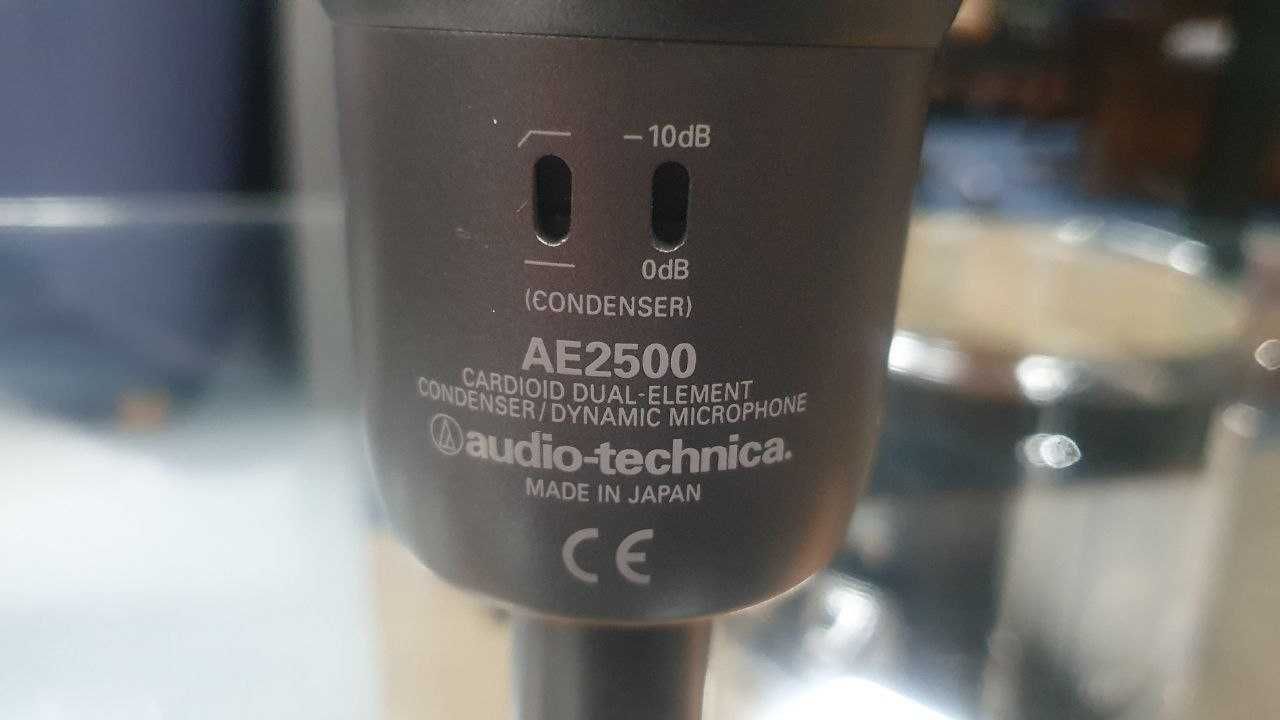 -10dB
0dB
(CONDENSER)
AE2500
CARDIOID DUAL-ELEMENT
CONDENSER/DYNAMIC MICROPHONE
audio-technica.
MADE IN JAPAN
CE